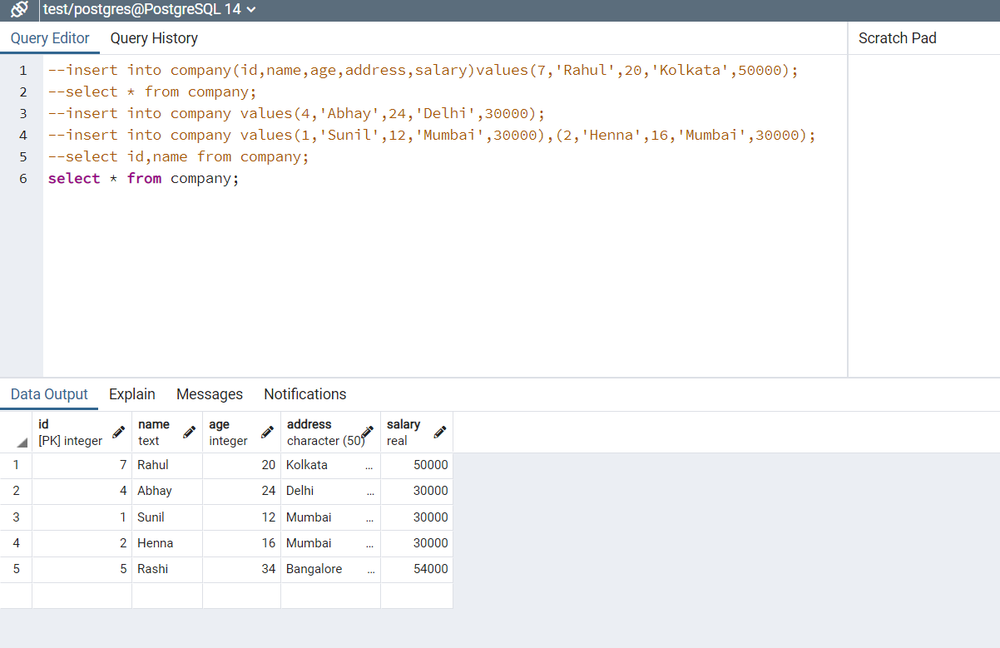 test/postgres@PostgreSQL 14
Query Editor Query History Scratch Pad
1 --insert into company(id,name,age,address,salary)values(7,'Rahul',20,'Kolkata',50000);
2 --select * from company;
3 --insert into company values(4,'Abhay',24,'Delhi',30000);
4 --insert into company values(1,'Sunil',12,'Mumbai',30000),(2,'Henna',16,'Mumbai',30000);
5 --select id,name from company;
6 select * from company;
Data Output Explain Messages Notifications
id name age address salary
[PK] integer text integer character (50) real
1 7 Rahul 20 Kolkata ... 50000
2 4 Abhay 24 Delhi ... 30000
3 1 Sunil 12 Mumbai ... 30000
4 2 Henna 16 Mumbai ... 30000
5 5 Rashi 34 Bangalore ... 54000